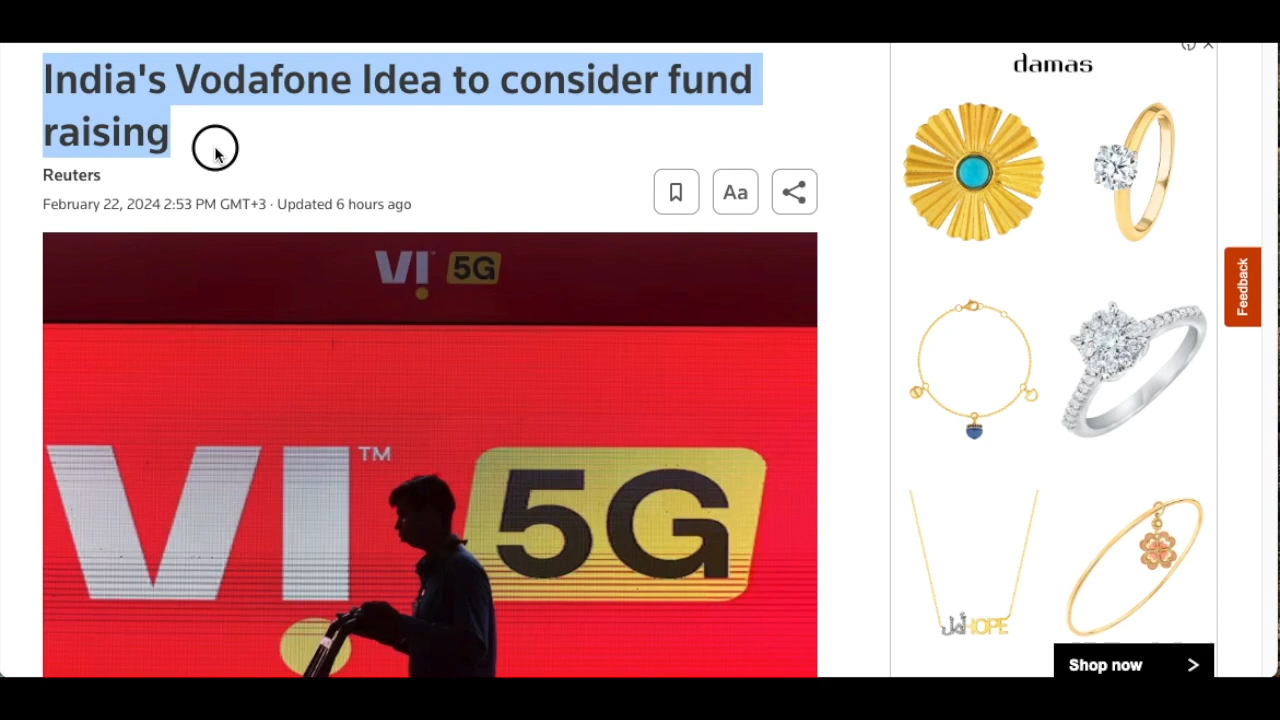 India's Vodafone Idea to consider fund
raising
Reuters
February 22, 2024 2:53 PM GMT+3 · Updated 6 hours ago
Aa
VI 5G
VI™ 5G
damas
أمل HOPE
Shop now
Feedback